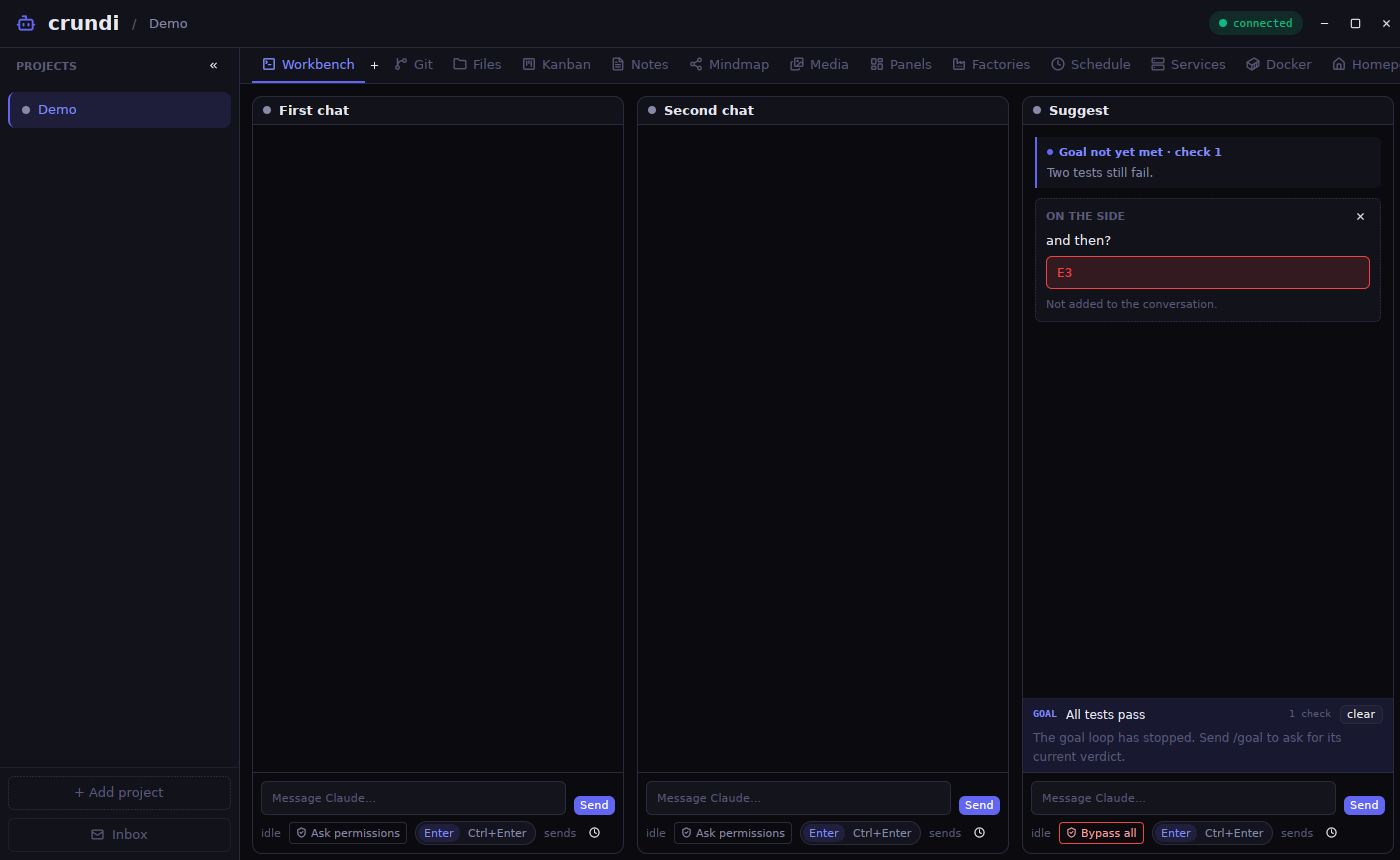 crundi / Demo
connected
PROJECTS «
Demo
+ Add project
Inbox
Workbench + Git Files Kanban Notes Mindmap Media Panels Factories Schedule Services Docker Homep
First chat
Message Claude...
Send
idle Ask permissions Enter Ctrl+Enter sends
Second chat
Message Claude...
Send
idle Ask permissions Enter Ctrl+Enter sends
Suggest
Goal not yet met · check 1
Two tests still fail.
ON THE SIDE ×
and then?
E3
Not added to the conversation.
GOAL All tests pass 1 check clear
The goal loop has stopped. Send /goal to ask for its
current verdict.
Message Claude...
Send
idle Bypass all Enter Ctrl+Enter sends